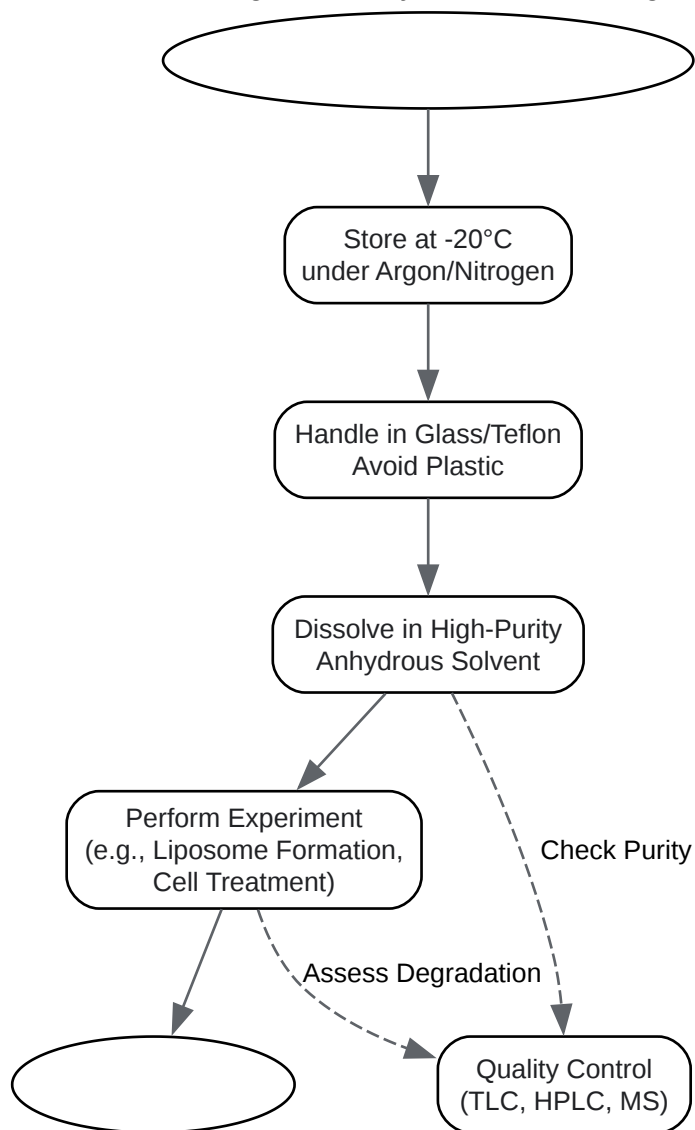 Store at -20°C
under Argon/Nitrogen
Handle in Glass/Teflon
Avoid Plastic
Dissolve in High-Purity
Anhydrous Solvent
Perform Experiment
(e.g., Liposome Formation,
Cell Treatment)
Check Purity
Assess Degradation
Quality Control
(TLC, HPLC, MS)